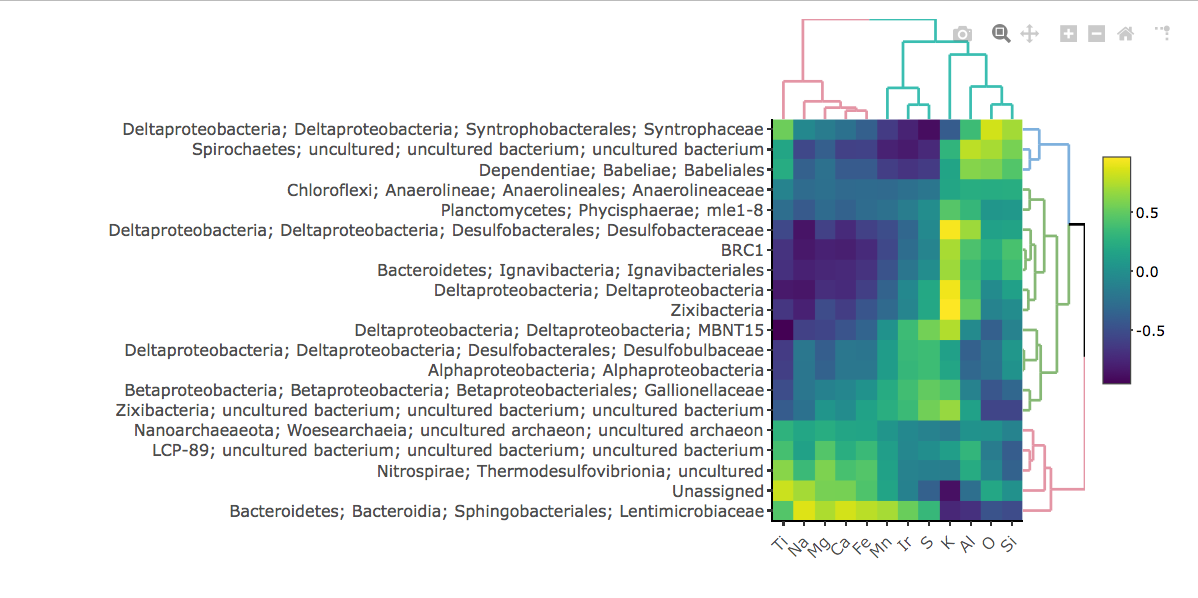 Deltaproteobacteria; Deltaproteobacteria; Syntrophobacterales; Syntrophaceae
Spirochaetes; uncultured; uncultured bacterium; uncultured bacterium
Dependentiae; Babeliae; Babeliales
Chloroflexi; Anaerolineae; Anaerolineales; Anaerolineaceae
Planctomycetes; Phycisphaerae; mle1-8
Deltaproteobacteria; Deltaproteobacteria; Desulfobacterales; Desulfobacteraceae
BRC1
Bacteroidetes; Ignavibacteria; Ignavibacteriales
Deltaproteobacteria; Deltaproteobacteria
Zixibacteria
Deltaproteobacteria; Deltaproteobacteria; MBNT15
Deltaproteobacteria; Deltaproteobacteria; Desulfobacterales; Desulfobulbaceae
Alphaproteobacteria; Alphaproteobacteria
Betaproteobacteria; Betaproteobacteria; Betaproteobacteriales; Gallionellaceae
Zixibacteria; uncultured bacterium; uncultured bacterium; uncultured bacterium
Nanoarchaeaeota; Woesearchaeia; uncultured archaeon; uncultured archaeon
LCP-89; uncultured bacterium; uncultured bacterium; uncultured bacterium
Nitrospirae; Thermodesulfovibrionia; uncultured
Unassigned
Bacteroidetes; Bacteroidia; Sphingobacteriales; Lentimicrobiaceae
Ti Na Mg Ca Fe Mn Ir S K Al O Si
0.5
0.0
-0.5